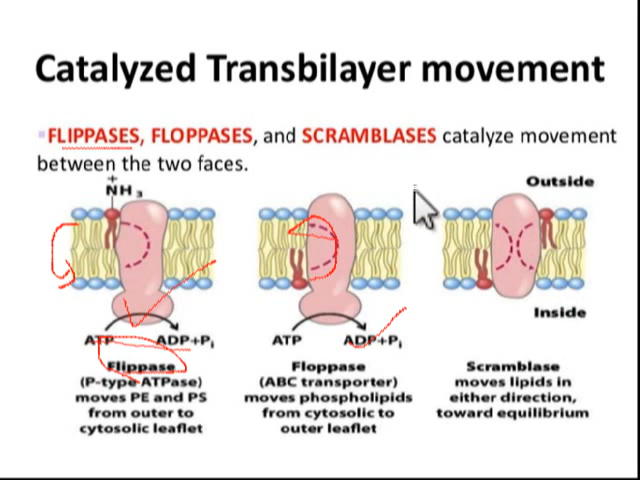 Catalyzed Transbilayer movement
FLIPPASES, FLOPPASES, and SCRAMBLASES catalyze movement
between the two faces.
+
NH3
Outside
Inside
ATP ADP+Pi
ATP ADP+Pi
Flippase
(P-type ATPase)
moves PE and PS
from outer to
cytosolic leaflet
Floppase
(ABC transporter)
moves phospholipids
from cytosolic to
outer leaflet
Scramblase
moves lipids in
either direction,
toward equilibrium